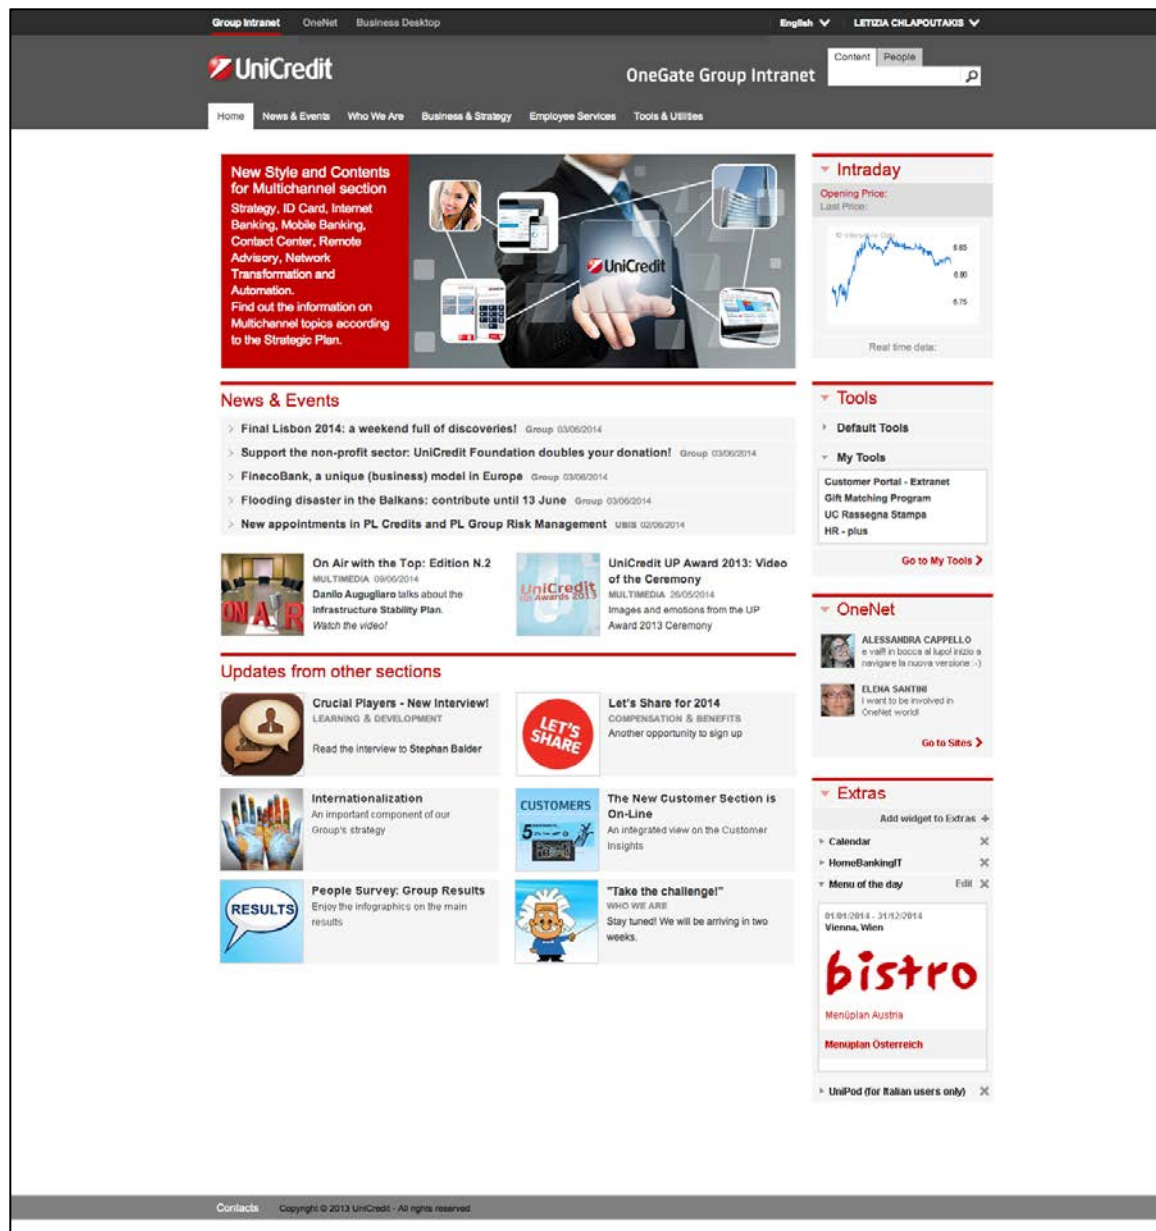 Group Intranet OneNet Business Desktop English LETIZIA CHLAPOUTAKIS
UniCredit
OneGate Group Intranet
Content People
Home News & Events Who We Are Business & Strategy Employee Services Tools & Utilities
New Style and Contents
for Multichannel section
Strategy, ID Card, Internet
Banking, Mobile Banking,
Contact Center, Remote
Advisory, Network
Transformation and
Automation.
Find out the information on
Multichannel topics according
to the Strategic Plan.
UniCredit
Intraday
Opening Price:
Last Price:
6.85
6.80
6.75
Real time data:
News & Events
Final Lisbon 2014: a weekend full of discoveries! Group 03/06/2014
Support the non-profit sector: UniCredit Foundation doubles your donation! Group 03/06/2014
FinecoBank, a unique (business) model in Europe Group 03/06/2014
Flooding disaster in the Balkans: contribute until 13 June Group 03/06/2014
New appointments in PL Credits and PL Group Risk Management UBIS 02/06/2014
ON A R
On Air with the Top: Edition N.2
MULTIMEDIA 09/06/2014
Danilo Augugliaro talks about the
Infrastructure Stability Plan.
Watch the video!
UniCredit
Up Awards 2013
UniCredit UP Award 2013: Video
of the Ceremony
MULTIMEDIA 26/05/2014
Images and emotions from the UP
Award 2013 Ceremony
Tools
Default Tools
My Tools
Customer Portal - Extranet
Gift Matching Program
UC Rassegna Stampa
HR - plus
Go to My Tools
OneNet
ALESSANDRA CAPPELLO
e vai!! in bocca al lupo! inizio a
navigare la nuova versione :-)
ELENA SANTINI
I want to be involved in
OneNet world!
Go to Sites
Updates from other sections
Crucial Players - New Interview!
LEARNING & DEVELOPMENT
Read the interview to Stephan Balder
LET'S
SHARE
Let's Share for 2014
COMPENSATION & BENEFITS
Another opportunity to sign up
Internationalization
An important component of our
Group's strategy
CUSTOMERS
5
The New Customer Section is
On-Line
An integrated view on the Customer
Insights
RESULTS
People Survey: Group Results
Enjoy the infographics on the main
results
"Take the challenge!"
WHO WE ARE
Stay tuned! We will be arriving in two
weeks.
Extras
Add widget to Extras +
Calendar
HomeBankingIT
Menu of the day Edit
01/01/2014 - 31/12/2014
Vienna, Wien
bistro
Menüplan Austria
Menüplan Österreich
UniPod (for Italian users only)
Contacts Copyright © 2013 UniCredit - All rights reserved